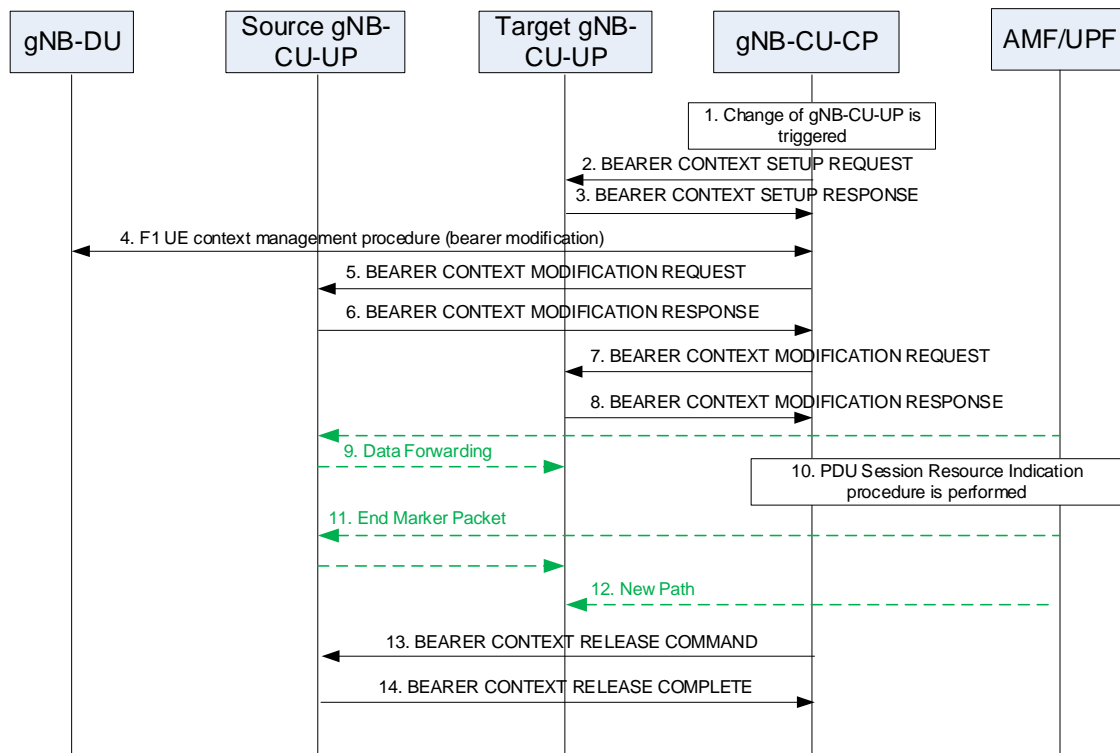 gNB-DU
Source gNB-
CU-UP
Target gNB-
CU-UP
gNB-CU-CP
AMF/UPF
1. Change of gNB-CU-UP is
triggered
2. BEARER CONTEXT SETUP REQUEST
3. BEARER CONTEXT SETUP RESPONSE
4. F1 UE context management procedure (bearer modification)
5. BEARER CONTEXT MODIFICATION REQUEST
6. BEARER CONTEXT MODIFICATION RESPONSE
7. BEARER CONTEXT MODIFICATION REQUEST
8. BEARER CONTEXT MODIFICATION RESPONSE
9. Data Forwarding
10. PDU Session Resource Indication
procedure is performed
11. End Marker Packet
12. New Path
13. BEARER CONTEXT RELEASE COMMAND
14. BEARER CONTEXT RELEASE COMPLETE